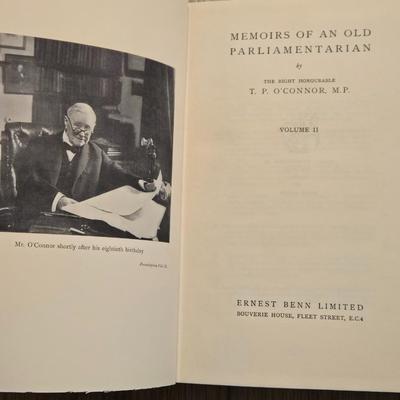 Mr. O'Connor shortly after his eightieth birthday
MEMOIRS OF AN OLD
PARLIAMENTARIAN
by
THE RIGHT HONOURABLE
T. P. O'CONNOR, M.P.
VOLUME II
ERNEST BENN LIMITED
BOUVERIE HOUSE, FLEET STREET, E.C.4